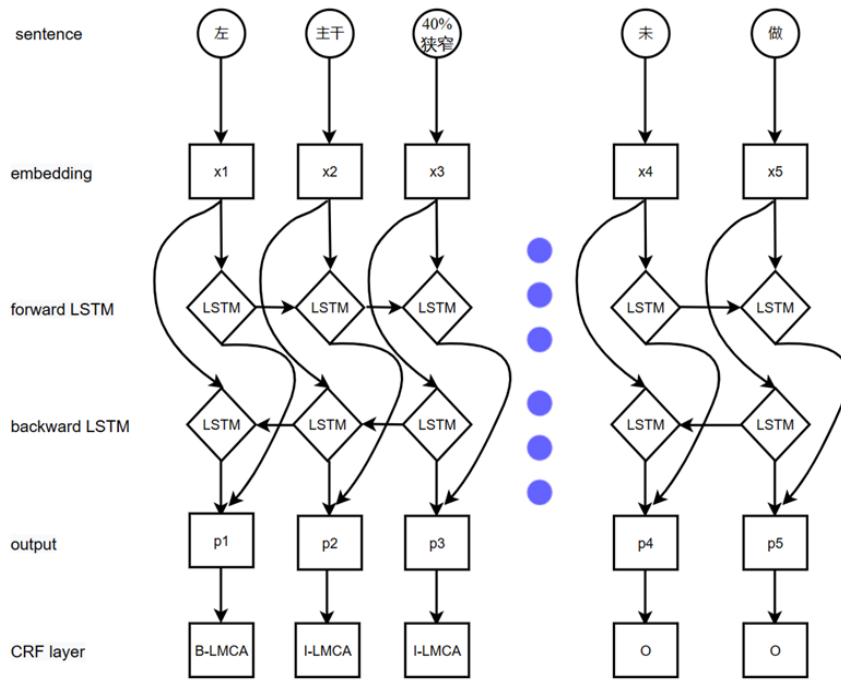 sentence 左 主干 40% 狭窄 未 做
embedding x1 x2 x3 x4 x5
forward LSTM LSTM LSTM LSTM LSTM LSTM
backward LSTM LSTM LSTM LSTM LSTM LSTM
output p1 p2 p3 p4 p5
CRF layer B-LMCA I-LMCA I-LMCA O O